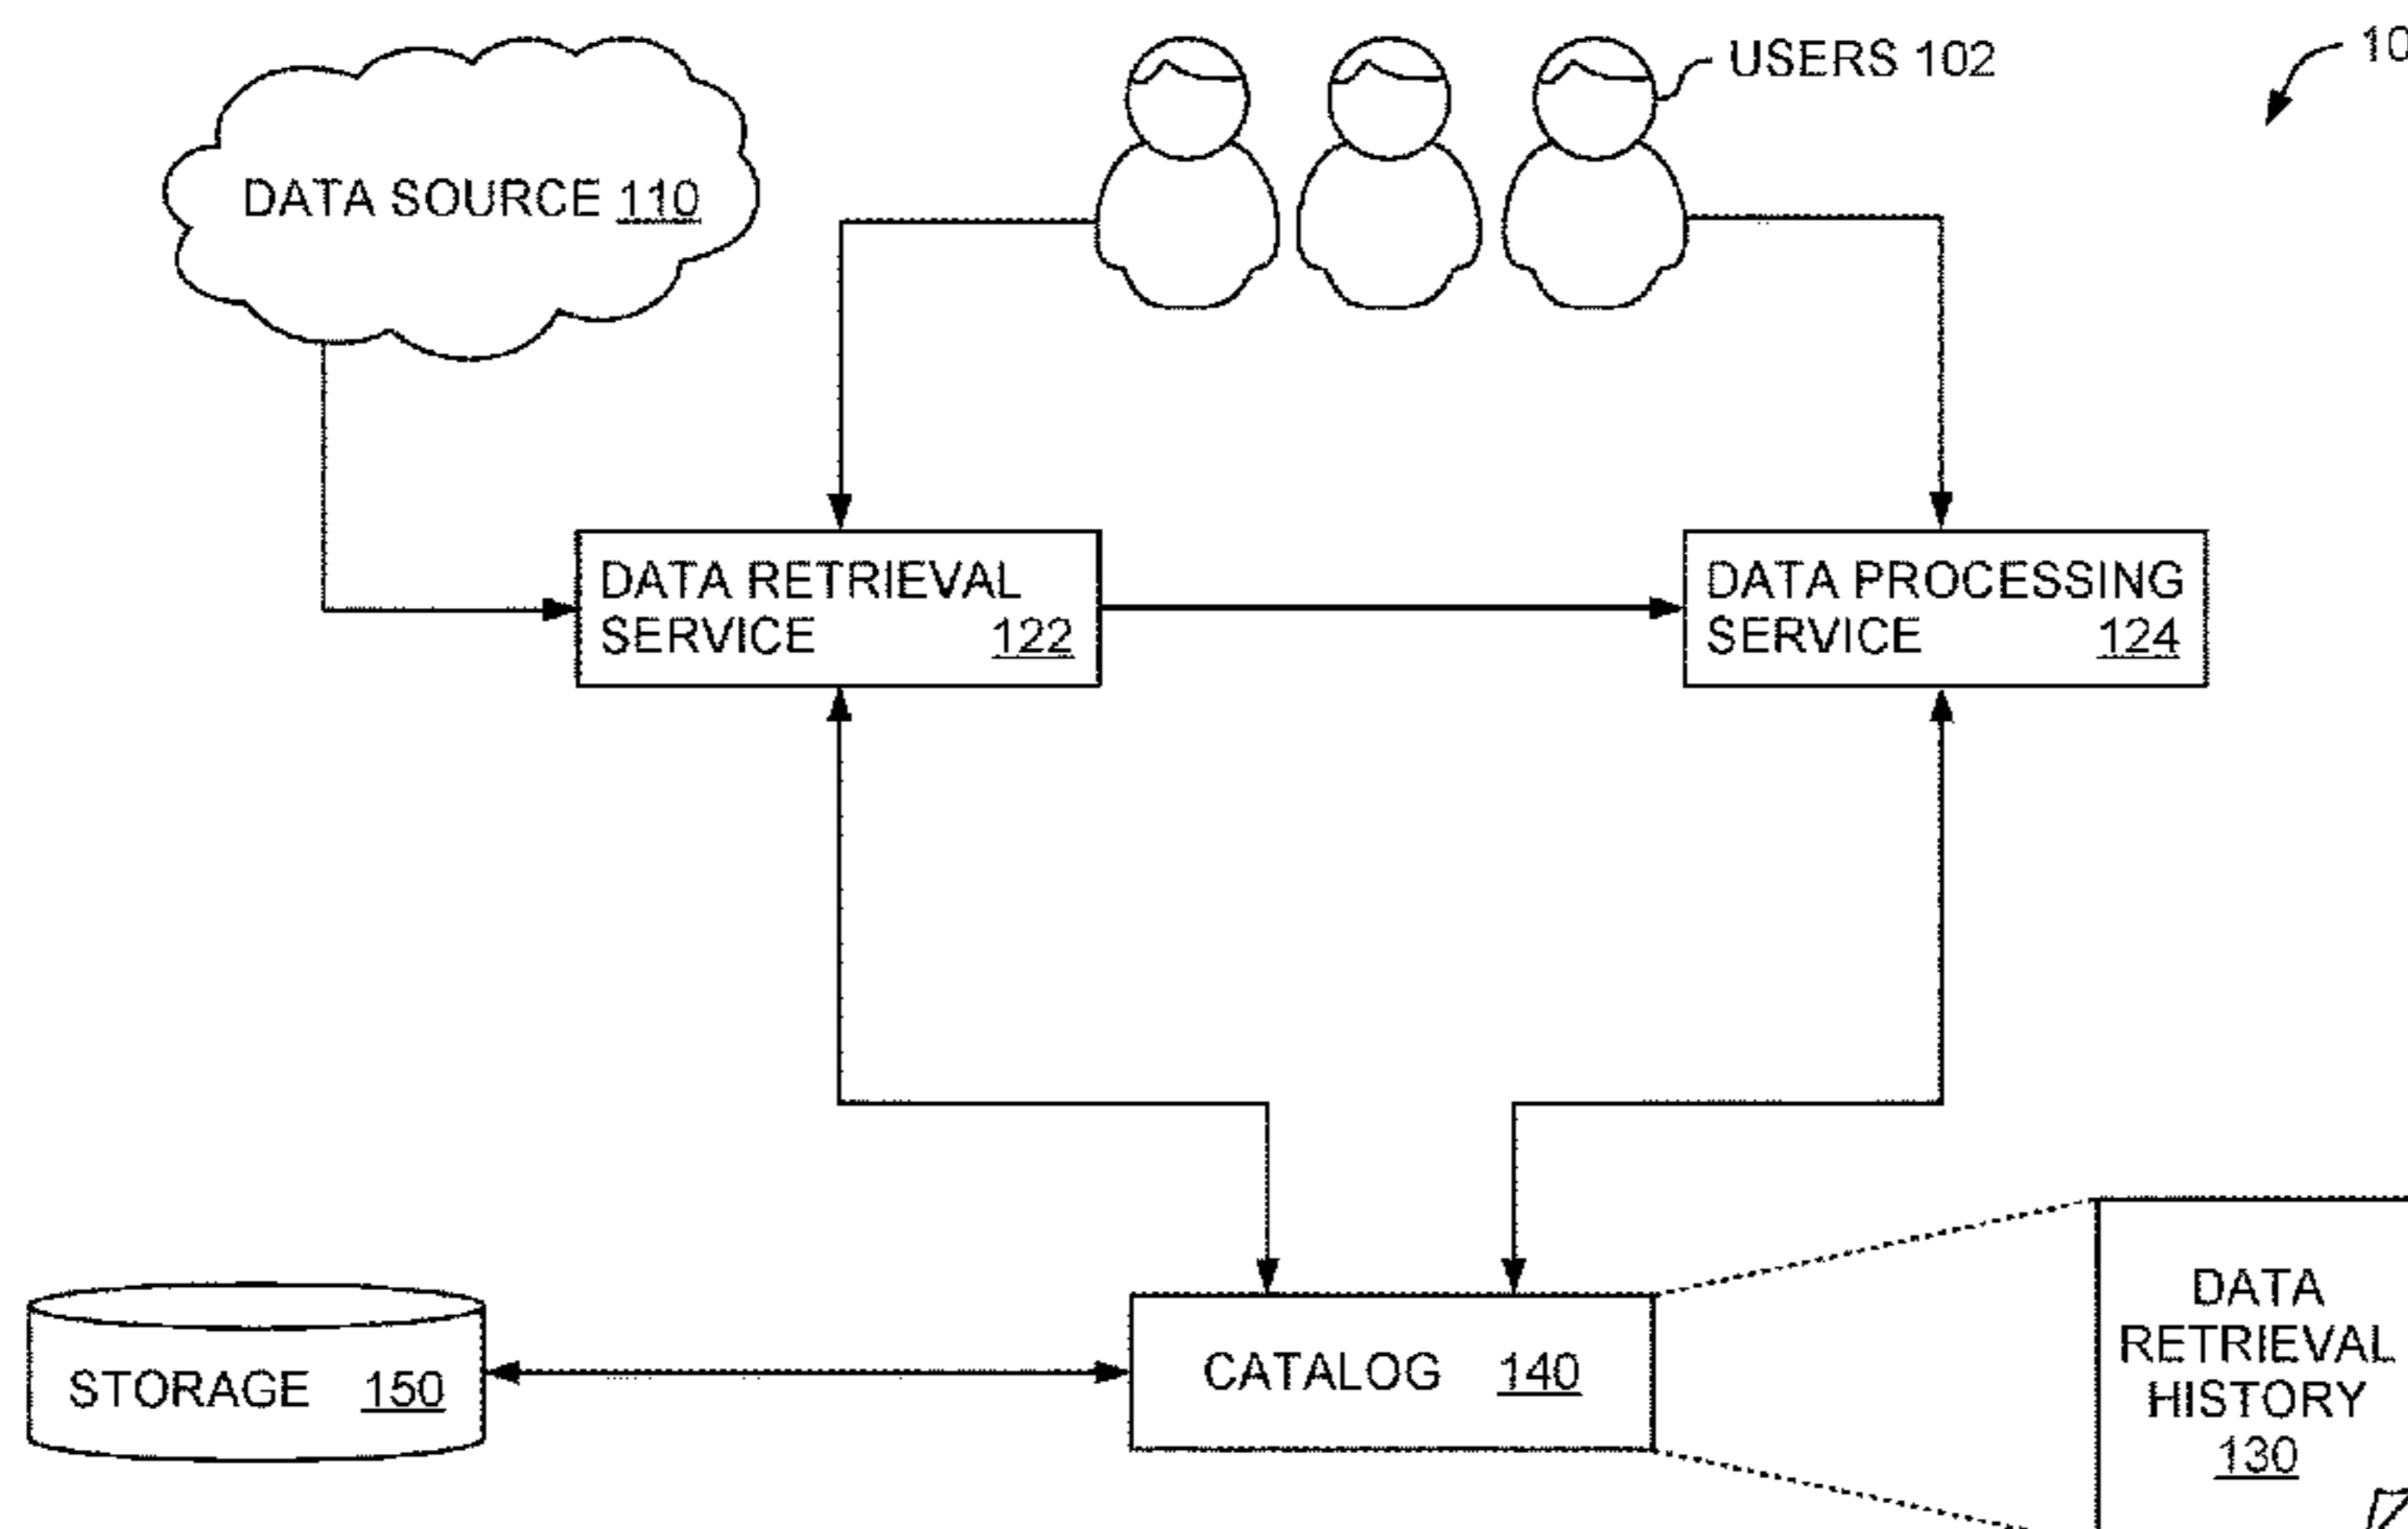 USERS 102
10
DATA SOURCE 110
DATA RETRIEVAL
SERVICE 122
DATA PROCESSING
SERVICE 124
STORAGE 150
CATALOG 140
DATA
RETRIEVAL
HISTORY
130